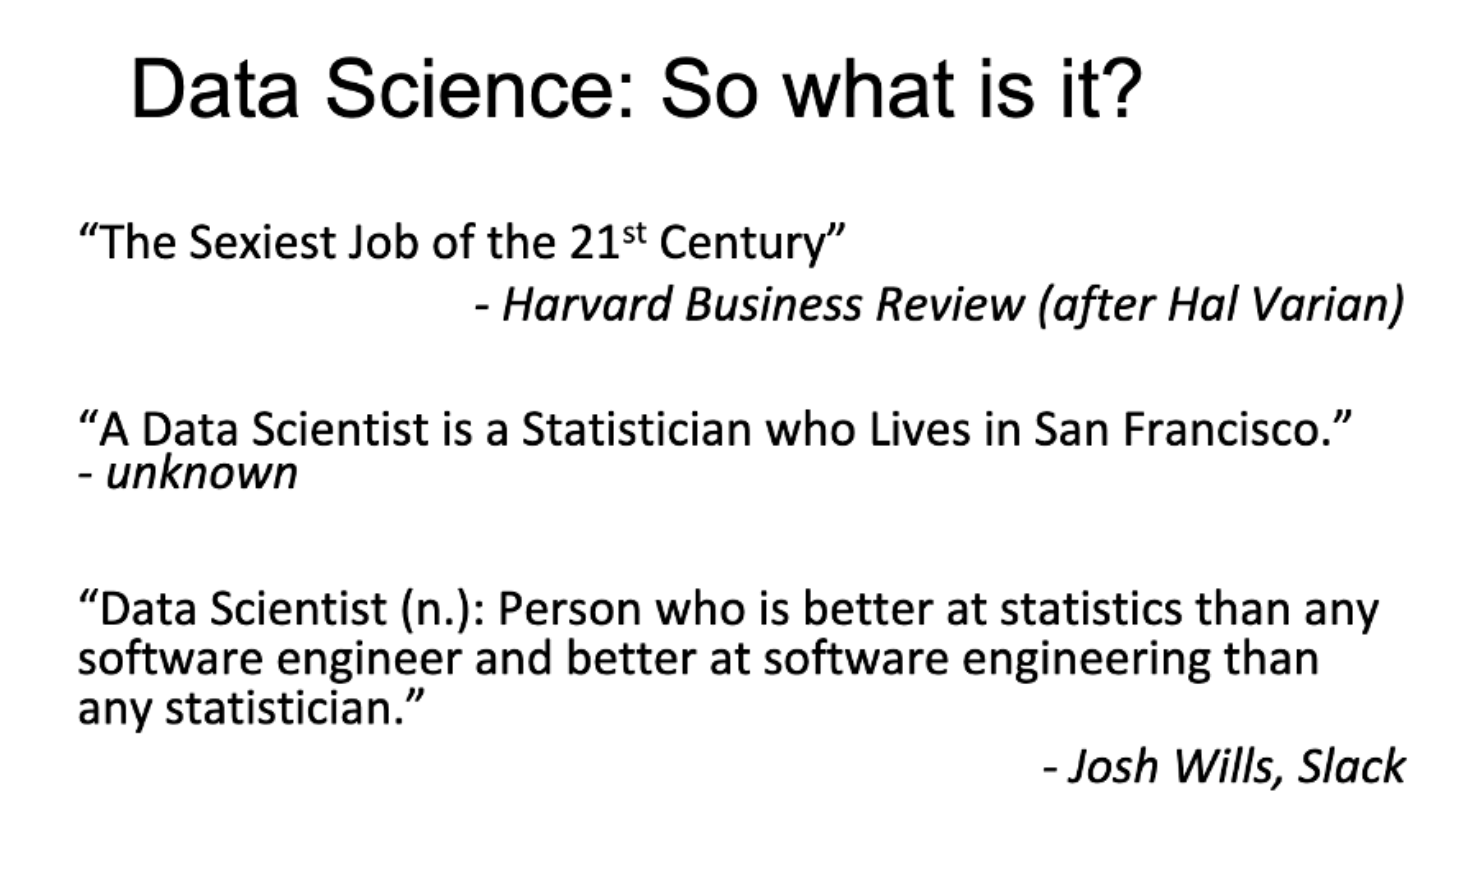 Data Science: So what is it?
“The Sexiest Job of the 21st Century”
- Harvard Business Review (after Hal Varian)
“A Data Scientist is a Statistician who Lives in San Francisco.”
- unknown
“Data Scientist (n.): Person who is better at statistics than any
software engineer and better at software engineering than
any statistician.”
- Josh Wills, Slack